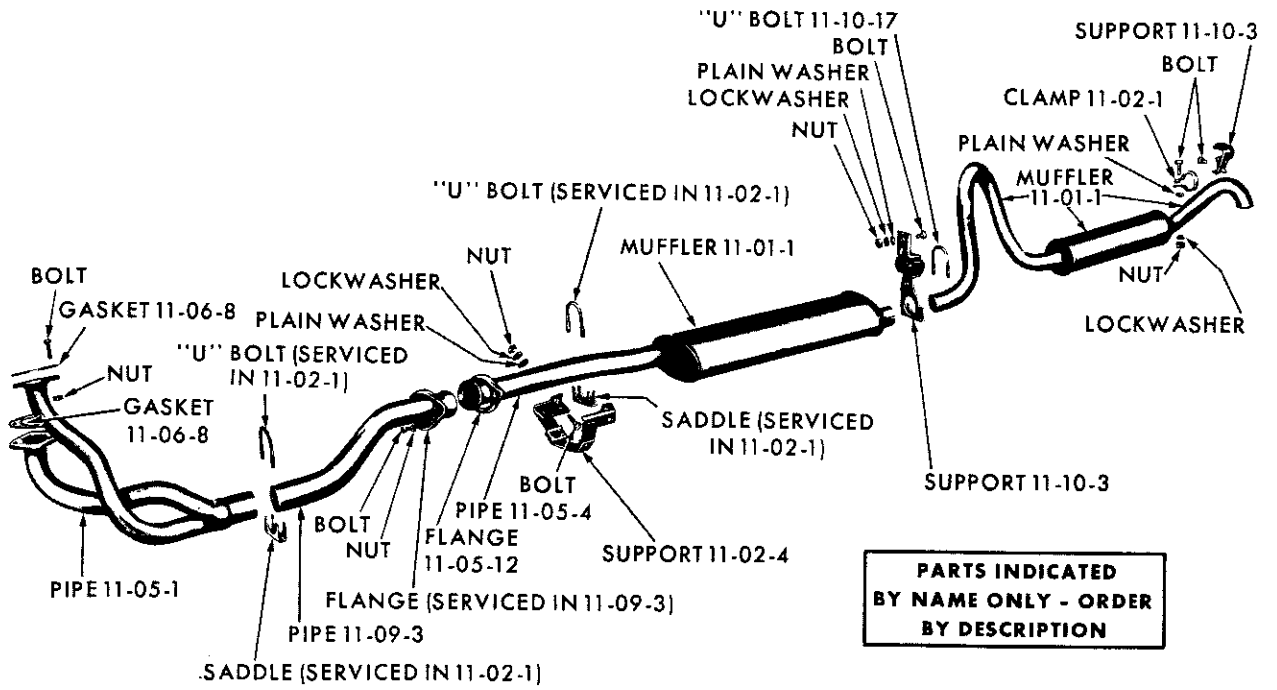 "U" BOLT 11-10-17
BOLT
PLAIN WASHER
LOCKWASHER
NUT
SUPPORT 11-10-3
BOLT
CLAMP 11-02-1
PLAIN WASHER
MUFFLER
11-01-1
NUT
LOCKWASHER
"U" BOLT (SERVICED IN 11-02-1)
MUFFLER 11-01-1
NUT
LOCKWASHER
PLAIN WASHER
BOLT
GASKET 11-06-8
"U" BOLT (SERVICED
IN 11-02-1)
NUT
GASKET
11-06-8
SADDLE (SERVICED
IN 11-02-1)
SUPPORT 11-10-3
BOLT
PIPE 11-05-4
BOLT
NUT
FLANGE
11-05-12
SUPPORT 11-02-4
PIPE 11-05-1
FLANGE (SERVICED IN 11-09-3)
PIPE 11-09-3
SADDLE (SERVICED IN 11-02-1)
PARTS INDICATED
BY NAME ONLY - ORDER
BY DESCRIPTION